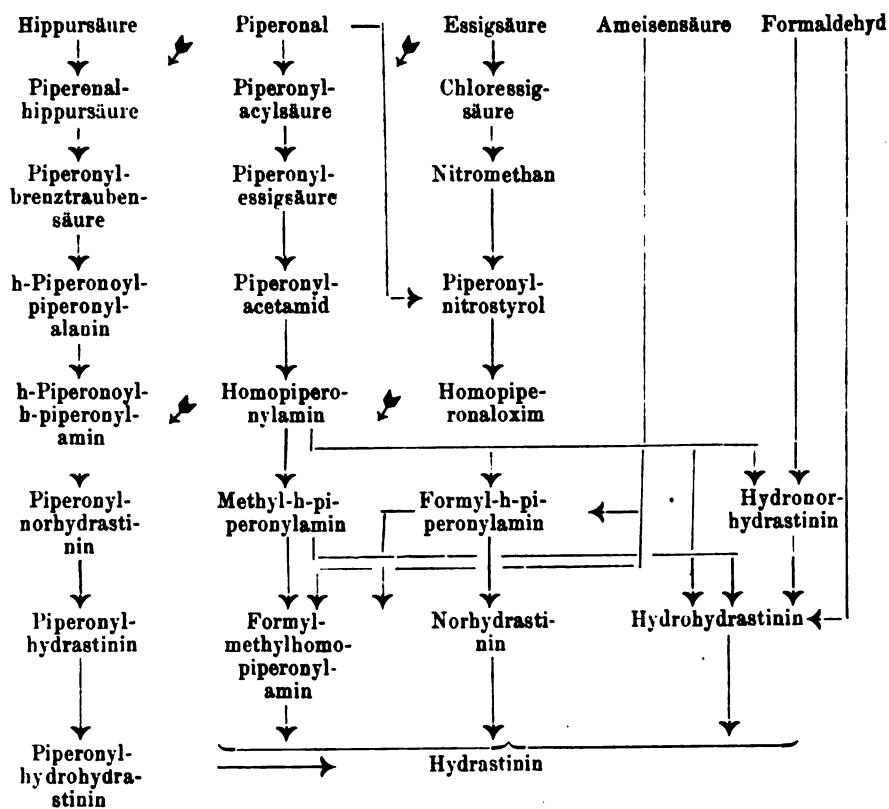 Hippursäure
Piperonal
Essigsäure
Ameisensäure
Formaldehyd
Piperonal-
hippursäure
Piperonyl-
acylsäure
Chloressig-
säure
Piperonyl-
brenztrauben-
säure
Piperonyl-
essigsäure
Nitromethan
h-Piperonoyl-
piperonyl-
alanin
Piperonyl-
acetamid
Piperonyl-
nitrostyrol
h-Piperonoyl-
h-piperonyl-
amin
Homopipero-
nylamin
Homopipe-
ronaloxim
Piperonyl-
norhydrasti-
nin
Methyl-h-pi-
peronylamin
Formyl-h-pi-
peronylamin
Hydronor-
hydrastinin
Piperonyl-
hydrastinin
Formyl-
methylhomo-
piperonyl-
amin
Norhydrasti-
nin
Hydrohydrastinin
Piperonyl-
hydrohydra-
stinin
Hydrastinin